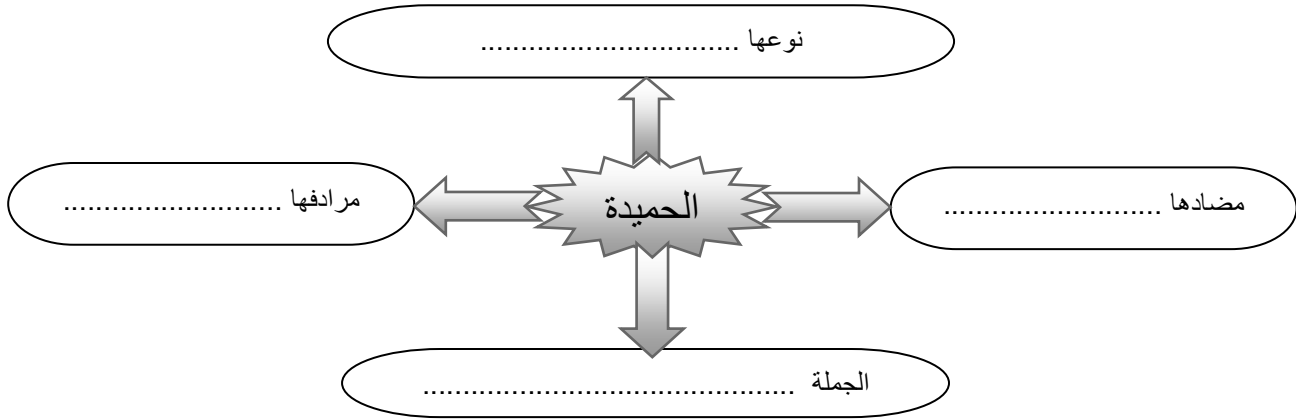 نوعها ................................
مضادها ...........................
الحميدة
مرادفها ...........................
الجملة ..............................................